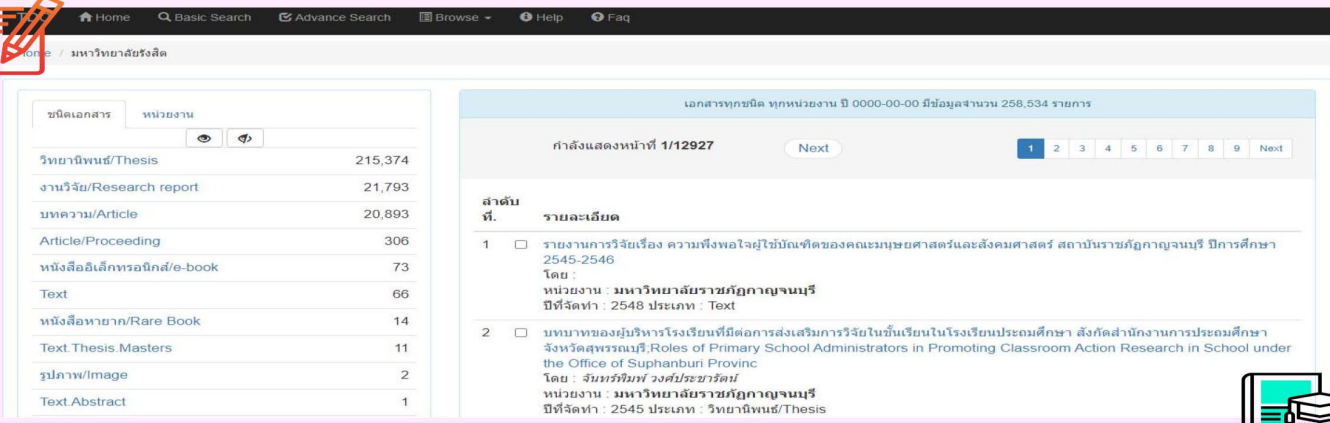 Home Basic Search Advance Search Browse Help Faq
/ มหาวิทยาลัยรังสิต
ชนิดเอกสาร หน่วยงาน
วิทยานิพนธ์/Thesis 215,374
งานวิจัย/Research report 21,793
บทความ/Article 20,893
Article/Proceeding 306
หนังสืออิเล็กทรอนิกส์/e-book 73
Text 66
หนังสือหายาก/Rare Book 14
Text.Thesis.Masters 11
รูปภาพ/Image 2
Text.Abstract 1
เอกสารทุกชนิด ทุกหน่วยงาน ปี 0000-00-00 มีข้อมูลจำนวน 258,534 รายการ
กำลังแสดงหน้าที่ 1/12927 Next 1 2 3 4 5 6 7 8 9 Next
ลำดับ
ที่. รายละเอียด
1 รายงานการวิจัยเรื่อง ความพึงพอใจผู้ใช้บัณฑิตของคณะมนุษยศาสตร์และสังคมศาสตร์ สถาบันราชภัฏกาญจนบุรี ปีการศึกษา
2545-2546
โดย :
หน่วยงาน : มหาวิทยาลัยราชภัฏกาญจนบุรี
ปีที่จัดทำ : 2548 ประเภท : Text
2 บทบาทของผู้บริหารโรงเรียนที่มีต่อการส่งเสริมการวิจัยในชั้นเรียนในโรงเรียนประถมศึกษา สังกัดสำนักงานการประถมศึกษา
จังหวัดสุพรรณบุรี;Roles of Primary School Administrators in Promoting Classroom Action Research in School under
the Office of Suphanburi Provinc
โดย : จันทร์พิมพ์ วงศ์ประชารัตน์
หน่วยงาน : มหาวิทยาลัยราชภัฏกาญจนบุรี
ปีที่จัดทำ : 2545 ประเภท : วิทยานิพนธ์/Thesis